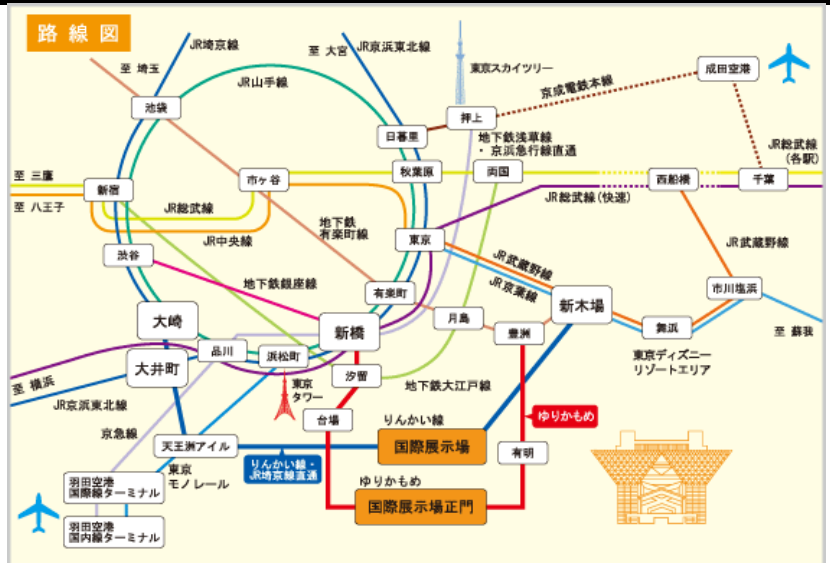 路線図
至 埼玉
JR埼京線
JR山手線
至 大宮
JR京浜東北線
東京スカイツリー
京成電鉄本線
成田空港
池袋
日暮里
押上
地下鉄浅草線
・京浜急行線直通
JR総武線
(各駅)
至 三鷹
新宿
市ヶ谷
秋葉原
両国
西船橋
千葉
至 八王子
JR総武線
JR総武線(快速)
JR中央線
地下鉄
有楽町線
東京
JR武蔵野線
JR武蔵野線
渋谷
地下鉄銀座線
JR京葉線
有楽町
新木場
市川塩浜
大崎
新橋
月島
豊洲
舞浜
至 蘇我
品川
浜松町
大井町
東京ディズニー
リゾートエリア
至 横浜
汐留
東京
タワー
地下鉄大江戸線
JR京浜東北線
台場
りんかい線
ゆりかもめ
京急線
天王洲アイル
国際展示場
有明
りんかい線・
JR埼京線直通
東京
モノレール
羽田空港
国際線ターミナル
ゆりかもめ
国際展示場正門
羽田空港
国内線ターミナル